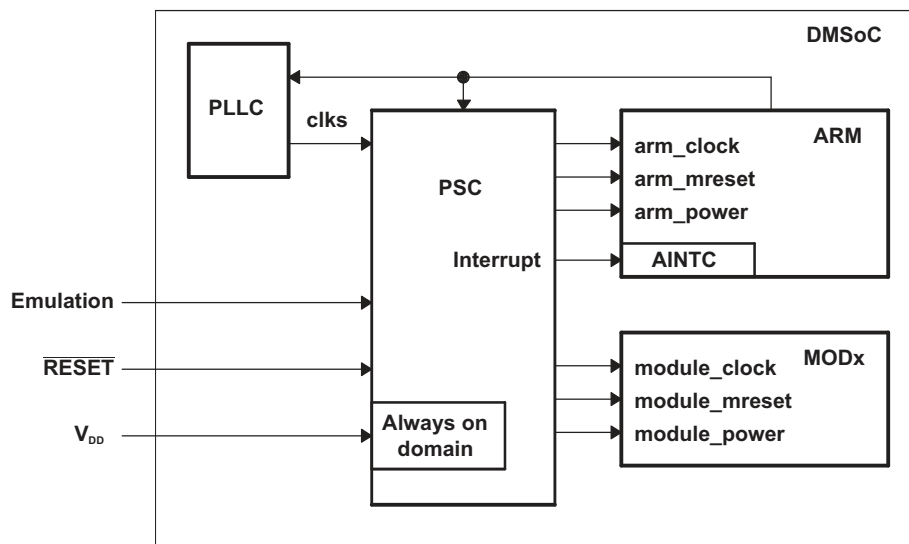 DMSoC
PLLC
clks
PSC
Interrupt
ARM
arm_clock
arm_mreset
arm_power
AINTC
Emulation
RESET
VDD
Always on
domain
MODx
module_clock
module_mreset
module_power